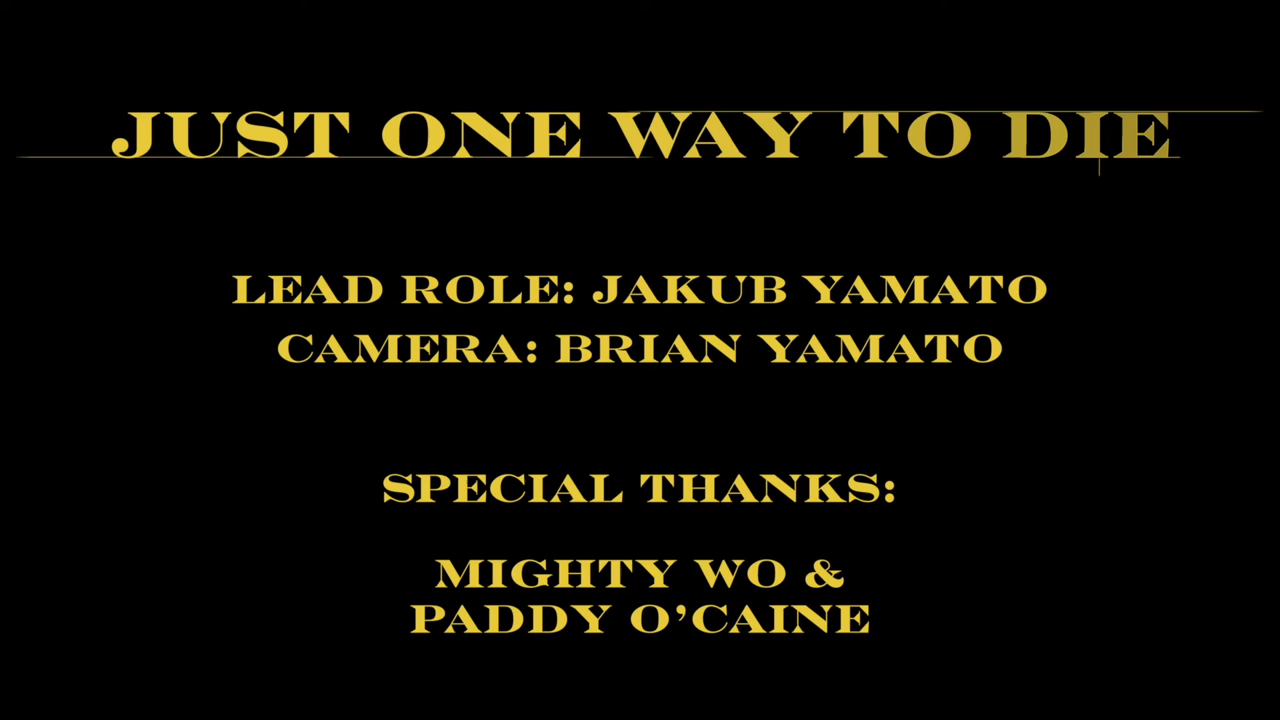 JUST ONE WAY TO DIE
LEAD ROLE: JAKUB YAMATO
CAMERA: BRIAN YAMATO
SPECIAL THANKS:
MIGHTY WO &
PADDY O’CAINE